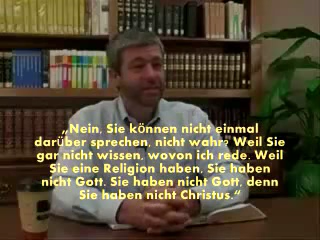 „Nein, Sie können nicht einmal
darüber sprechen, nicht wahr? Weil Sie
gar nicht wissen, wovon ich rede. Weil
Sie eine Religion haben, Sie haben
nicht Gott. Sie haben nicht Gott, denn
Sie haben nicht Christus.“